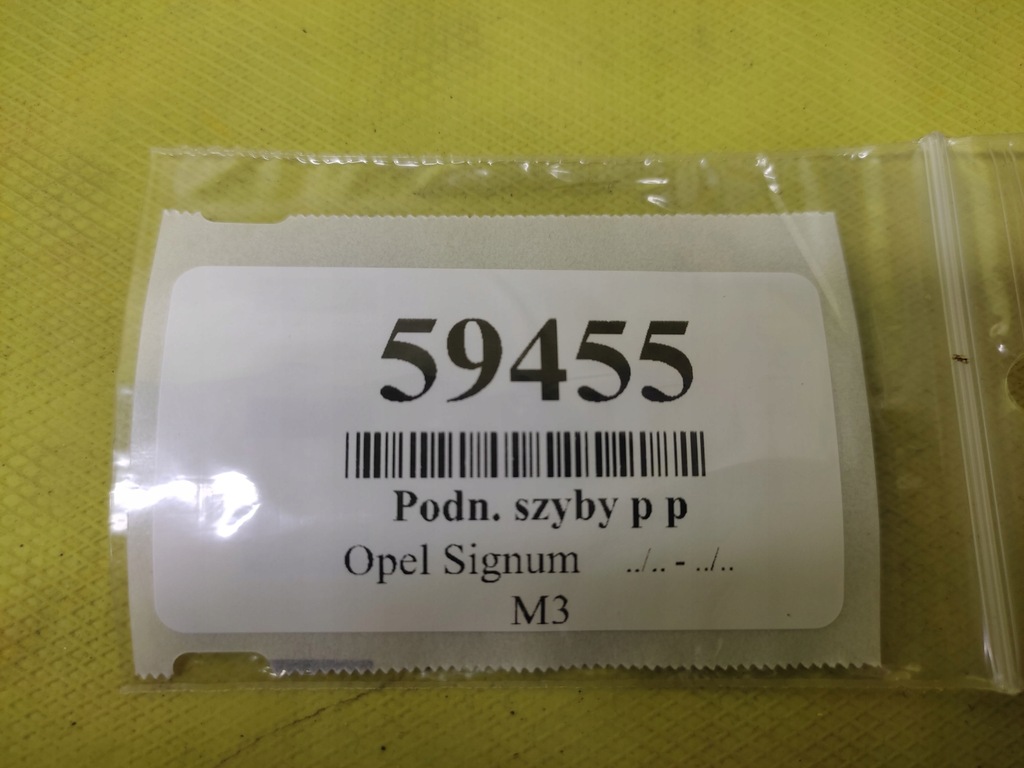 59455
Podn. szyby p p
Opel Signum ../.. - ../..
M3